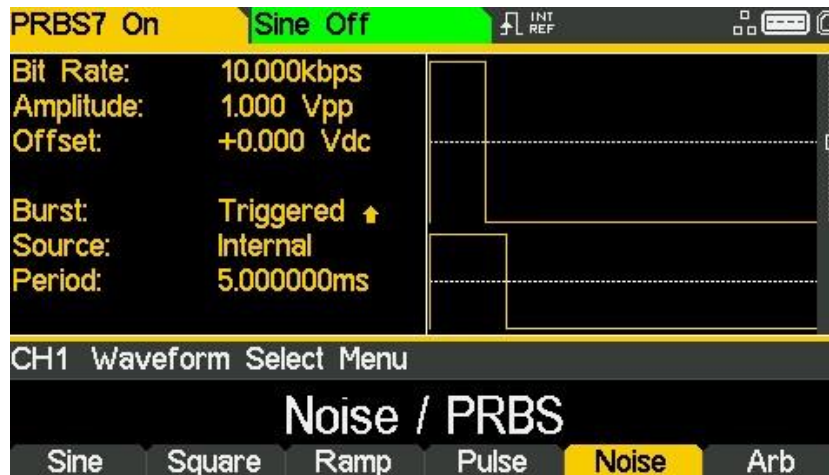 PRBS7 On Sine Off INT REF
Bit Rate: 10.000kbps
Amplitude: 1.000 Vpp
Offset: +0.000 Vdc
Burst: Triggered
Source: Internal
Period: 5.000000ms
CH1 Waveform Select Menu
Noise / PRBS
Sine Square Ramp Pulse Noise Arb